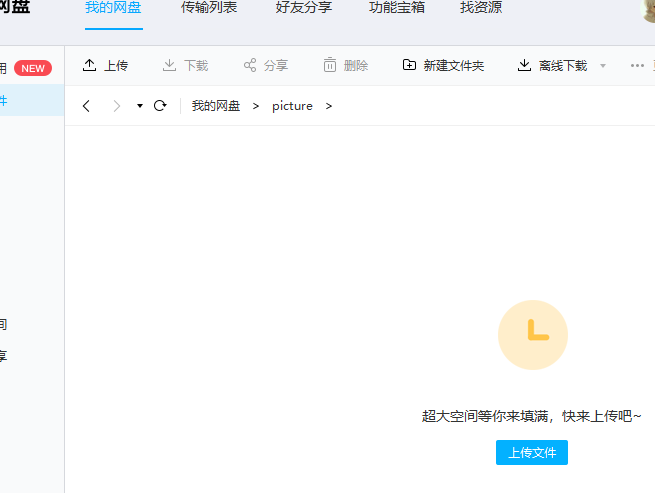 网盘 我的网盘 传输列表 好友分享 功能宝箱 找资源
用 NEW 上传 下载 分享 删除 新建文件夹 离线下载 ···
件 我的网盘 > picture >
间
享
超大空间等你来填满，快来上传吧~
上传文件